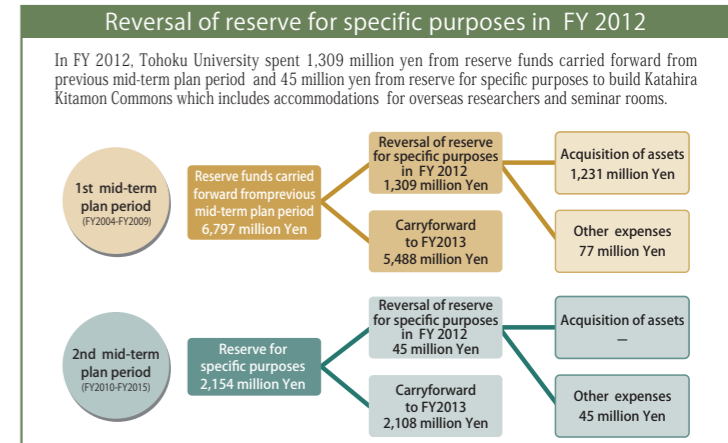 Reversal of reserve for specific purposes in FY 2012
In FY 2012, Tohoku University spent 1,309 million yen from reserve funds carried forward from
previous mid-term plan period and 45 million yen from reserve for specific purposes to build Katahira
Kitamon Commons which includes accommodations for overseas researchers and seminar rooms.
1st mid-term
plan period
(FY2004-FY2009)
Reserve funds carried
forward fromprevious
mid-term plan period
6,797 million Yen
Reversal of reserve
for specific purposes
in FY 2012
1,309 million Yen
Carryforward
to FY2013
5,488 million Yen
Acquisition of assets
1,231 million Yen
Other expenses
77 million Yen
2nd mid-term
plan period
(FY2010-FY2015)
Reserve for
specific purposes
2,154 million Yen
Reversal of reserve
for specific purposes
in FY 2012
45 million Yen
Carryforward
to FY2013
2,108 million Yen
Acquisition of assets
—
Other expenses
45 million Yen